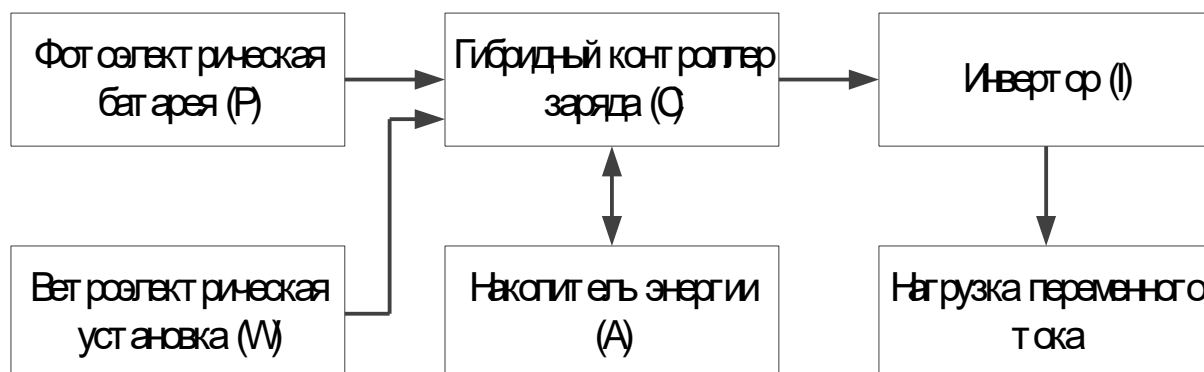 Фотоэлектрическая
батарея (P)
Гибридный контроллер
заряда (C)
Инвертор (I)
Ветроэлектрическая
установка (W)
Накопитель энергии
(A)
Нагрузка переменного
тока